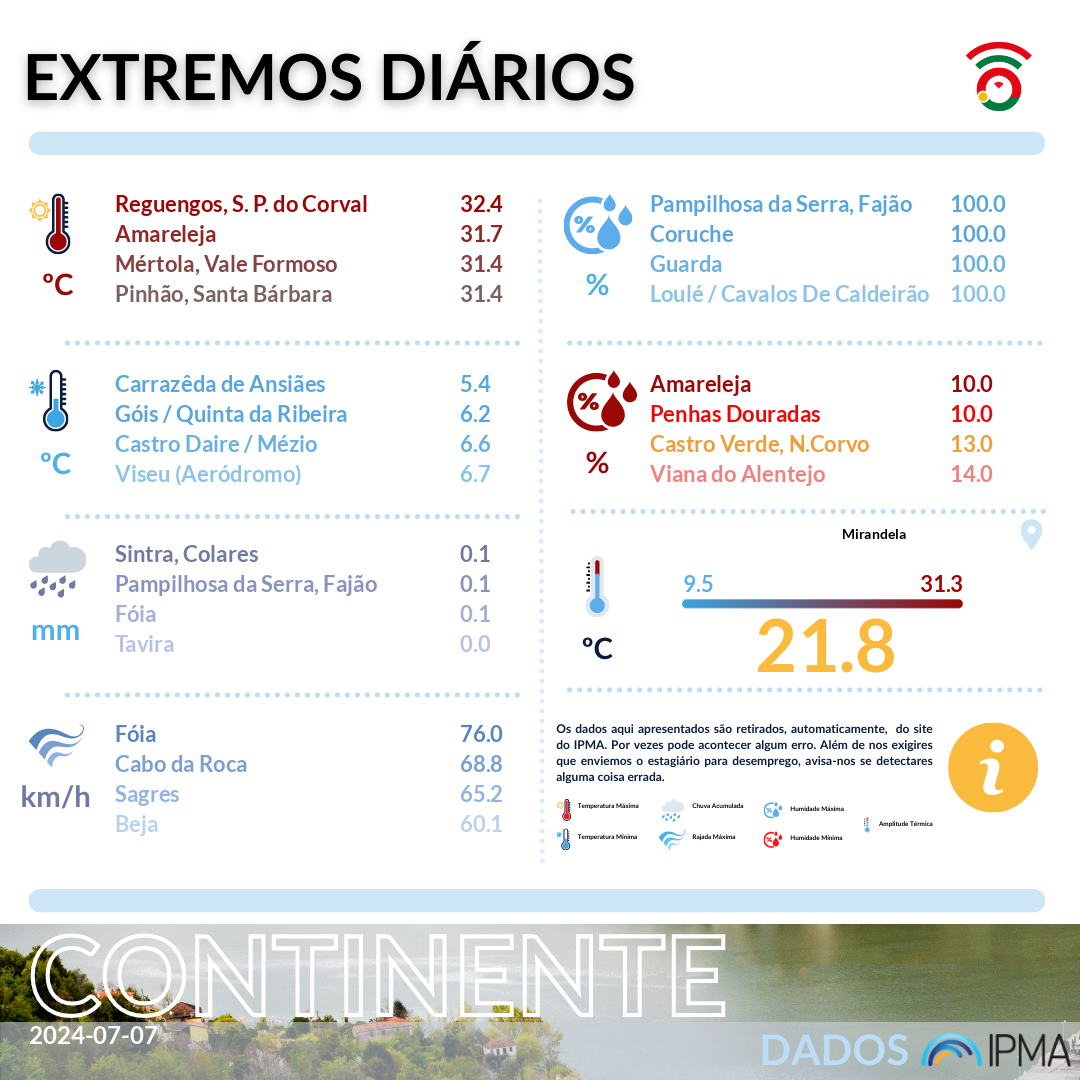 EXTREMOS DIÁRIOS
ºC
Reguengos, S. P. do Corval 32.4
Amareleja 31.7
Mértola, Vale Formoso 31.4
Pinhão, Santa Bárbara 31.4
%
%
Pampilhosa da Serra, Fajão 100.0
Coruche 100.0
Guarda 100.0
Loulé / Cavalos De Caldeirão 100.0
ºC
Carrazêda de Ansiães 5.4
Góis / Quinta da Ribeira 6.2
Castro Daire / Mézio 6.6
Viseu (Aeródromo) 6.7
%
%
Amareleja 10.0
Penhas Douradas 10.0
Castro Verde, N.Corvo 13.0
Viana do Alentejo 14.0
mm
Sintra, Colares 0.1
Pampilhosa da Serra, Fajão 0.1
Fóia 0.1
Tavira 0.0
Mirandela
ºC
9.5 31.3
21.8
km/h
Fóia 76.0
Cabo da Roca 68.8
Sagres 65.2
Beja 60.1
Os dados aqui apresentados são retirados, automaticamente, do site
do IPMA. Por vezes pode acontecer algum erro. Além de nos exigires
que enviemos o estagiário para desemprego, avisa-nos se detectares
alguma coisa errada.
i
Temperatura Máxima
Chuva Acumulada
Humidade Máxima
Amplitude Térmica
Temperatura Mínima
Rajada Máxima
Humidade Mínima
CONTINENTE
2024-07-07
DADOS IPMA